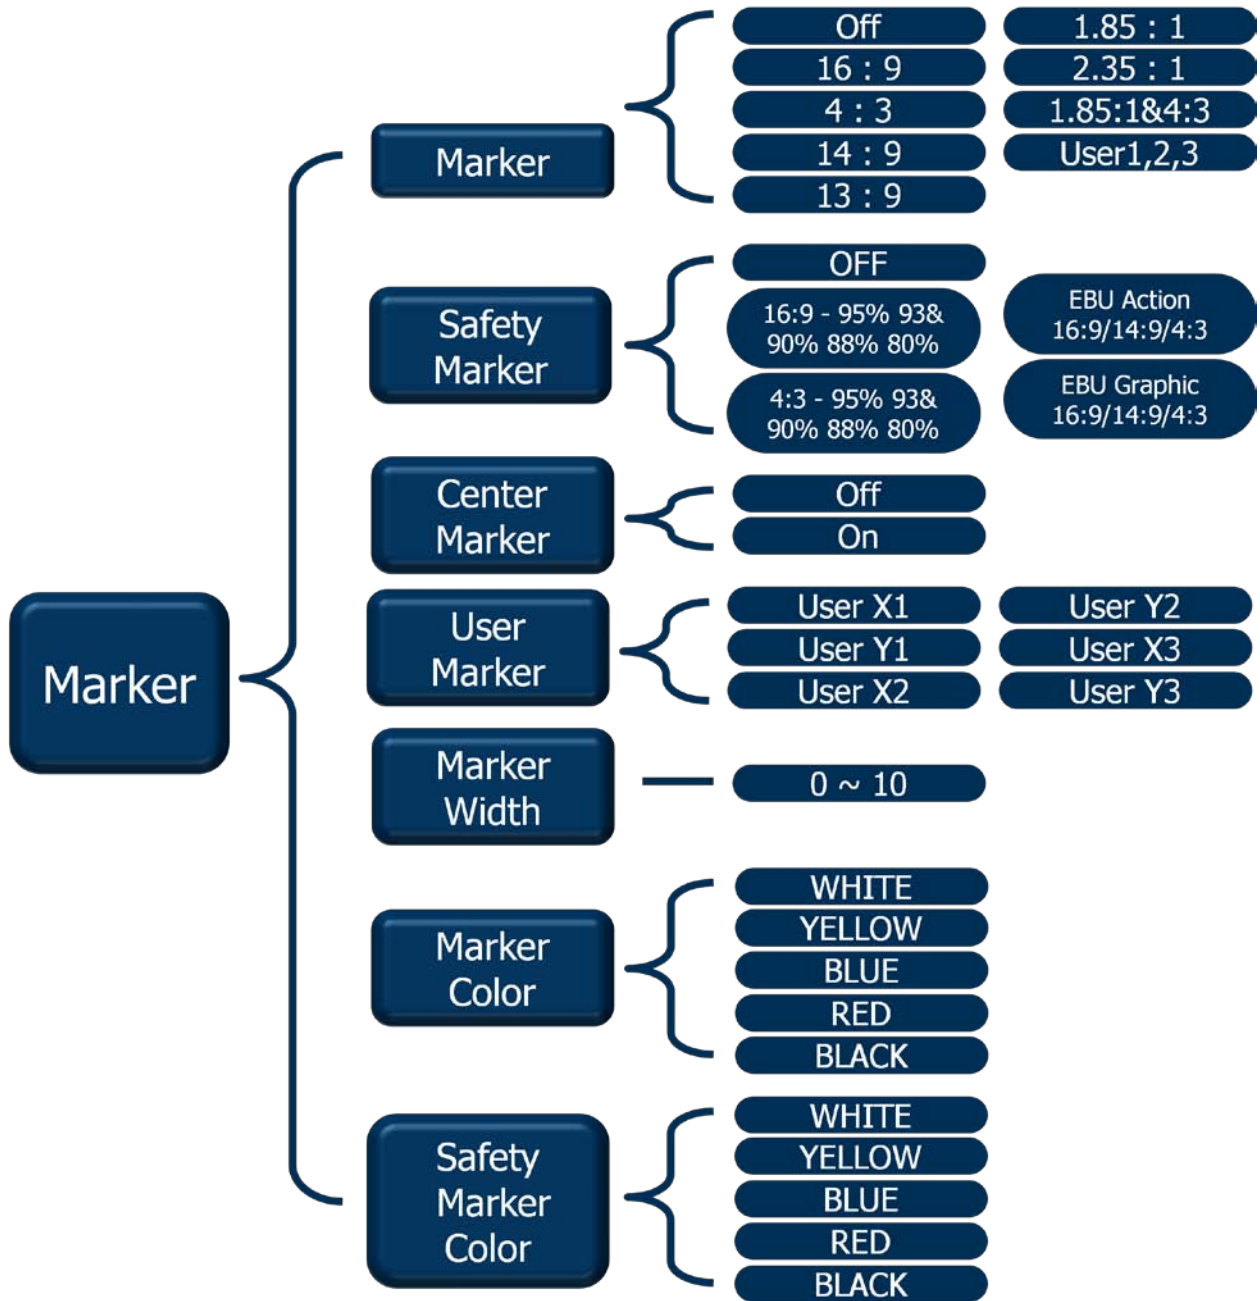 Marker
Marker
Off
16 : 9
4 : 3
14 : 9
13 : 9
1.85 : 1
2.35 : 1
1.85:1&4:3
User1,2,3
Safety
Marker
OFF
16:9 - 95% 93&
90% 88% 80%
4:3 - 95% 93&
90% 88% 80%
EBU Action
16:9/14:9/4:3
EBU Graphic
16:9/14:9/4:3
Center
Marker
Off
On
User
Marker
User X1
User Y1
User X2
User Y2
User X3
User Y3
Marker
Width
0 ~ 10
Marker
Color
WHITE
YELLOW
BLUE
RED
BLACK
Safety
Marker
Color
WHITE
YELLOW
BLUE
RED
BLACK